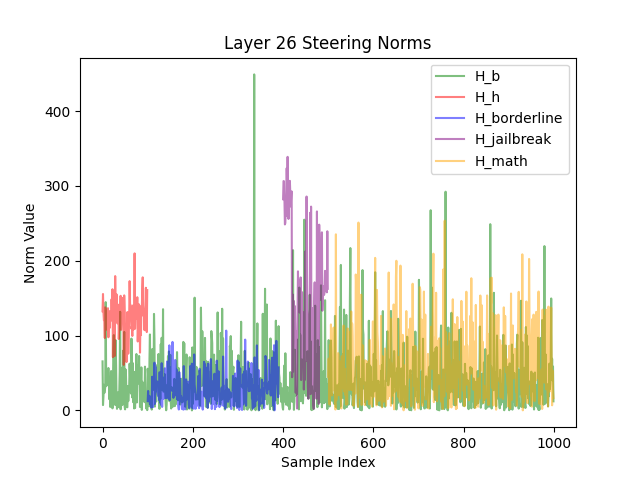 Layer 26 Steering Norms
H_b
H_h
H_borderline
H_jailbreak
H_math
Norm Value
400
300
200
100
0
0 200 400 600 800 1000
Sample Index